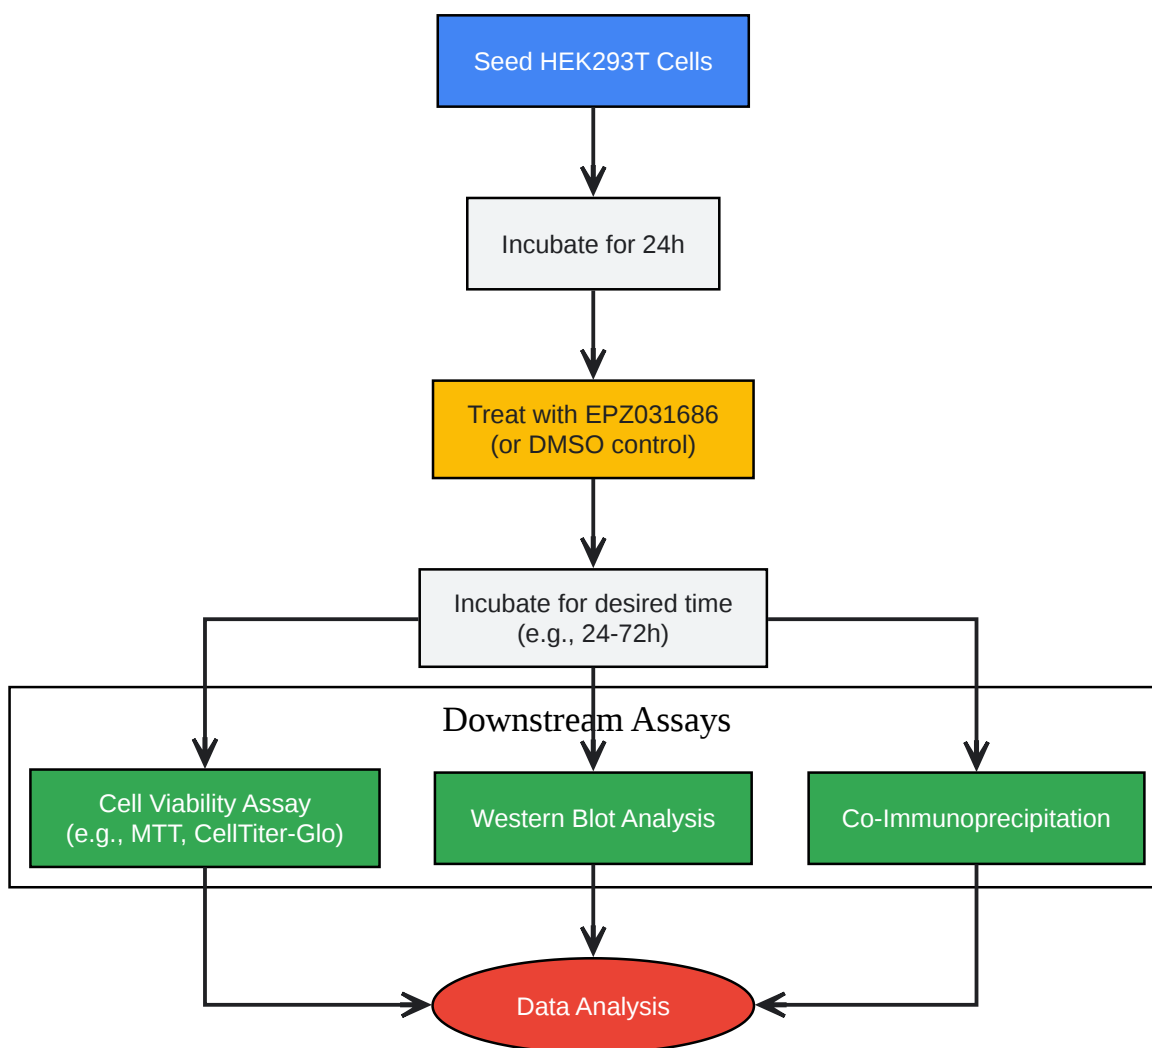 Seed HEK293T Cells
Incubate for 24h
Treat with EPZ031686
(or DMSO control)
Incubate for desired time
(e.g., 24-72h)
Downstream Assays
Cell Viability Assay
(e.g., MTT, CellTiter-Glo)
Western Blot Analysis
Co-Immunoprecipitation
Data Analysis